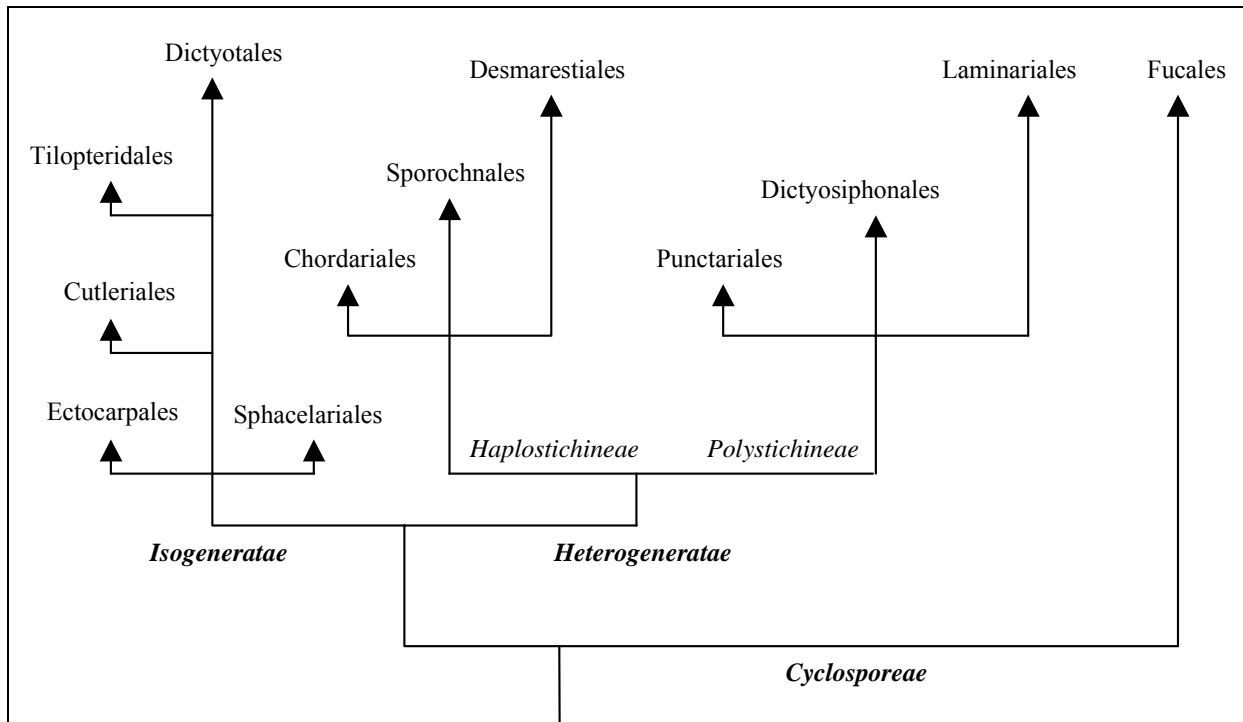 Dictyotales
Desmarestiales
Laminariales
Fucales
Tilopteridales
Sporochnales
Dictyosiphonales
Chordariales
Punctariales
Cutleriales
Ectocarpales
Sphacelariales
Haplostichineae
Polystichineae
Isogeneratae
Heterogeneratae
Cyclosporeae